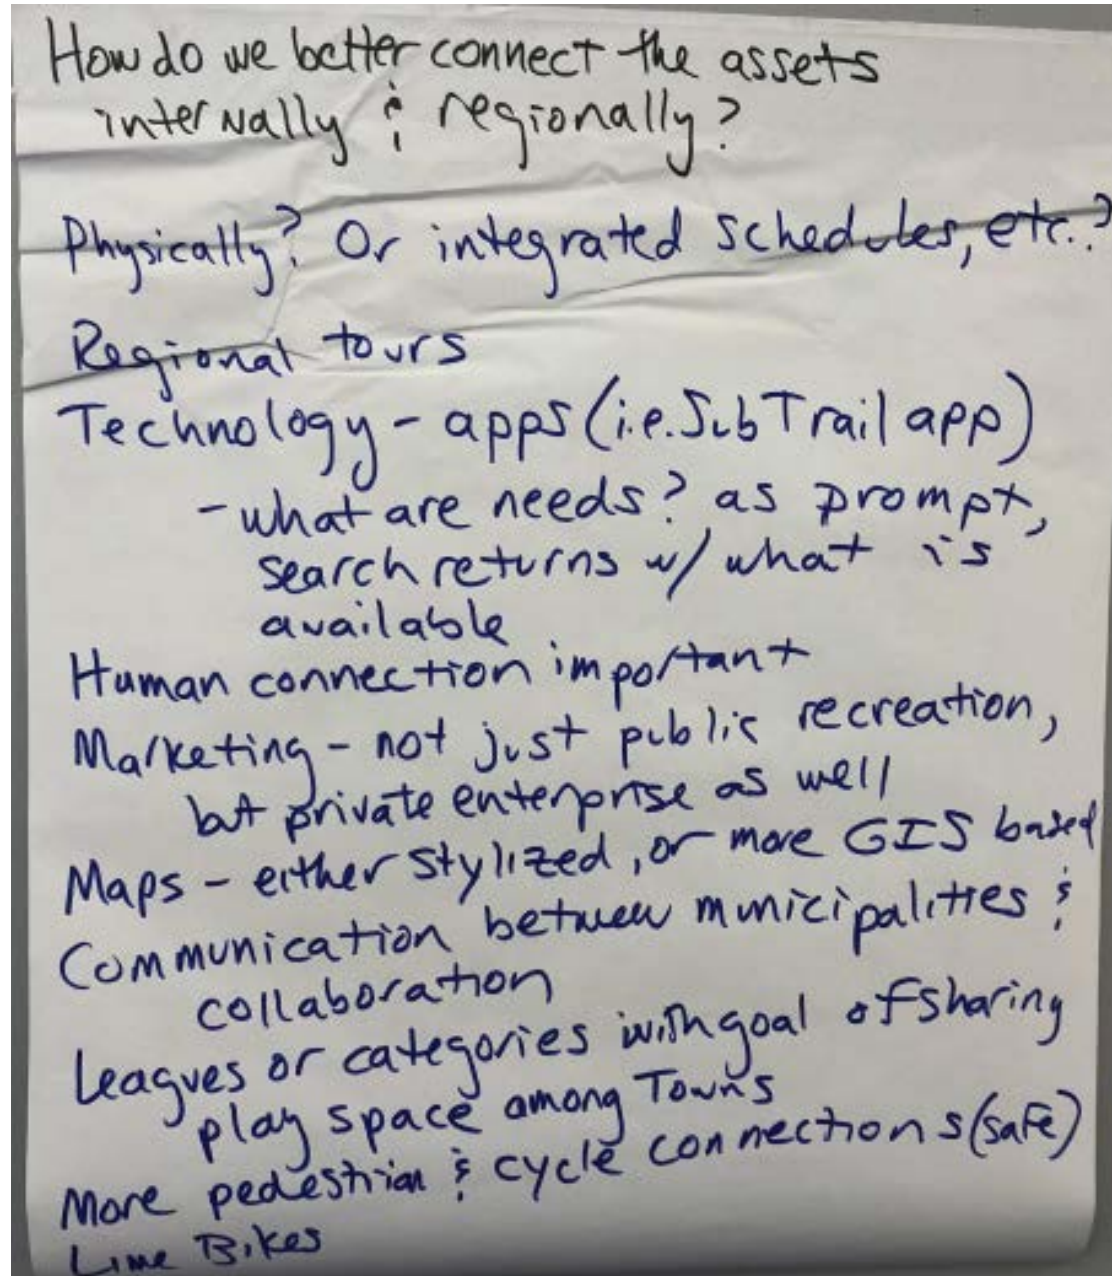 How do we better connect the assets
internally & regionally?
Physically? Or integrated schedules, etc.?
Regional tours
Technology - apps (i.e. SubTrail app)
- what are needs? as prompt,
search returns w/ what is
available
Human connection important
Marketing - not just public recreation,
but private enterprise as well
Maps - either stylized, or more GIS based
Communication between municipalities &
collaboration
Leagues or categories with goal of sharing
play space among Towns
More pedestrian & cycle connections (safe)
Lime Bikes